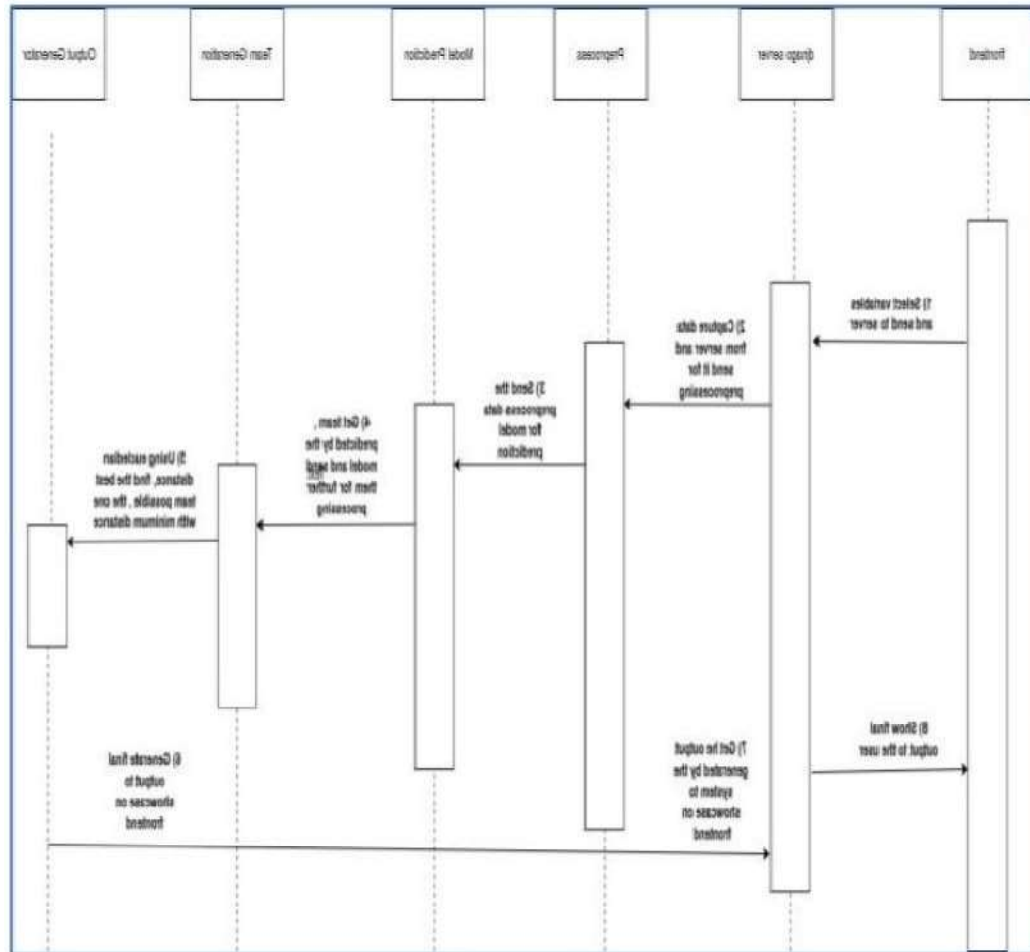 frontend
djnago server
Preprocess
Model Prediction
Team Generation
Output Generator
1) Select variables
and send to server
2) Capture data
from server and
send it for
preprocessing
3) Send the
preprocess data
for model
prediction
4) Get team ,
predicted by the
model and send
them for further
processing
5) Using eucledian
distance, find the best
team possible , the one
with minimum distance
6) Generate final
output to
showcase on
frontend
7) Get he output
generated by the
system to
showcase on
frontend
8) Show final
output to the user